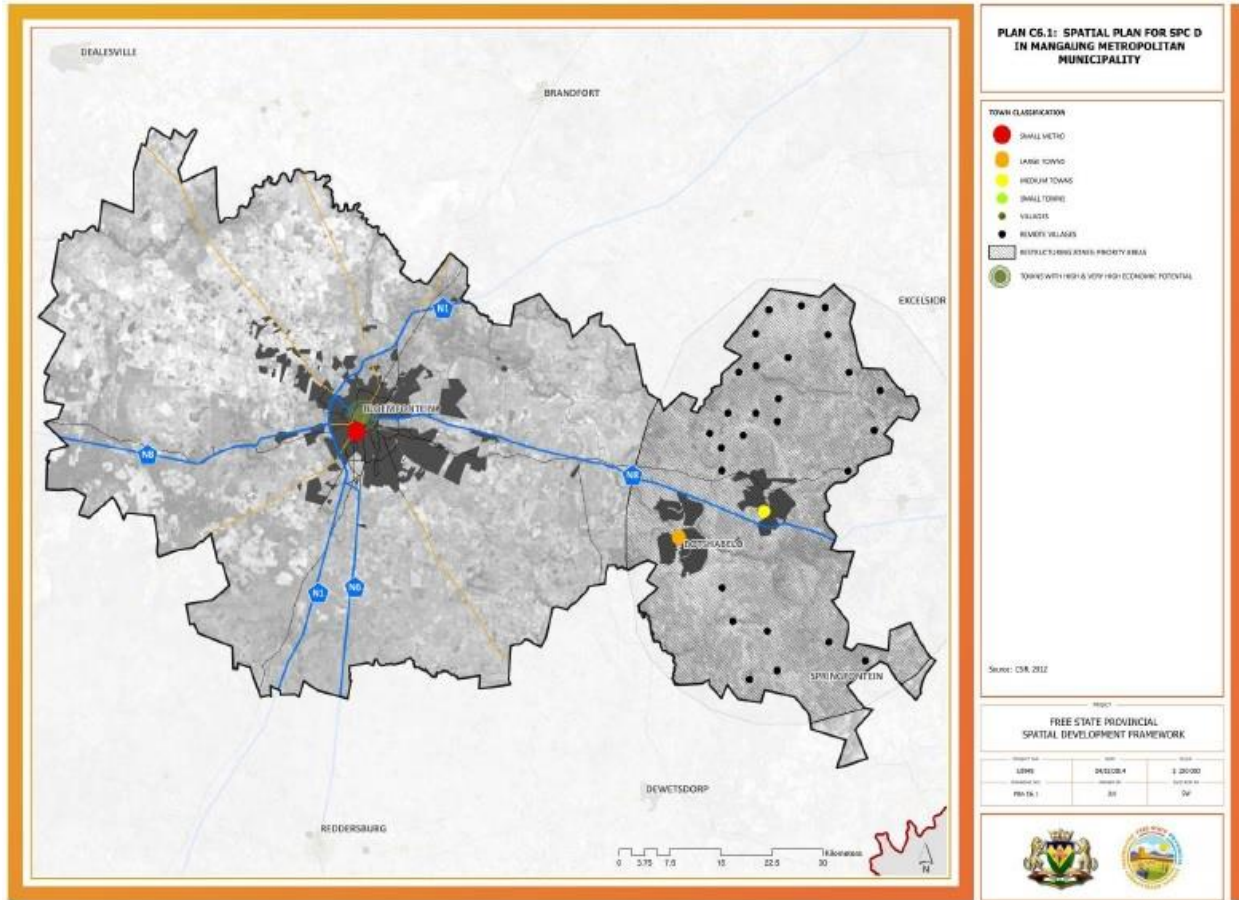 PLAN C6.1: SPATIAL PLAN FOR SPC D
IN MANGAUNG METROPOLITAN
MUNICIPALITY
TOWN CLASSIFICATION
SMALL METRO
LARGE TOWNS
MEDIUM TOWNS
SMALL TOWNS
VILLAGES
REMOTE VILLAGES
PRIORITY AREAS
TOWNS WITH HIGH & VERY HIGH ECONOMIC POTENTIAL
Source: CSIR, 2012
PROJECT
FREE STATE PROVINCIAL
SPATIAL DEVELOPMENT FRAMEWORK
DEALESVILLE
BRANDFORT
EXCELSIOR
N1
BLOEMFONTEIN
N8
N8
BOTSHABELO
N1
N6
SPRINGFONTEIN
DEWETSDORP
REDDERSBURG
Kilometers
0 3.75 7.5 15 22.5 30
N